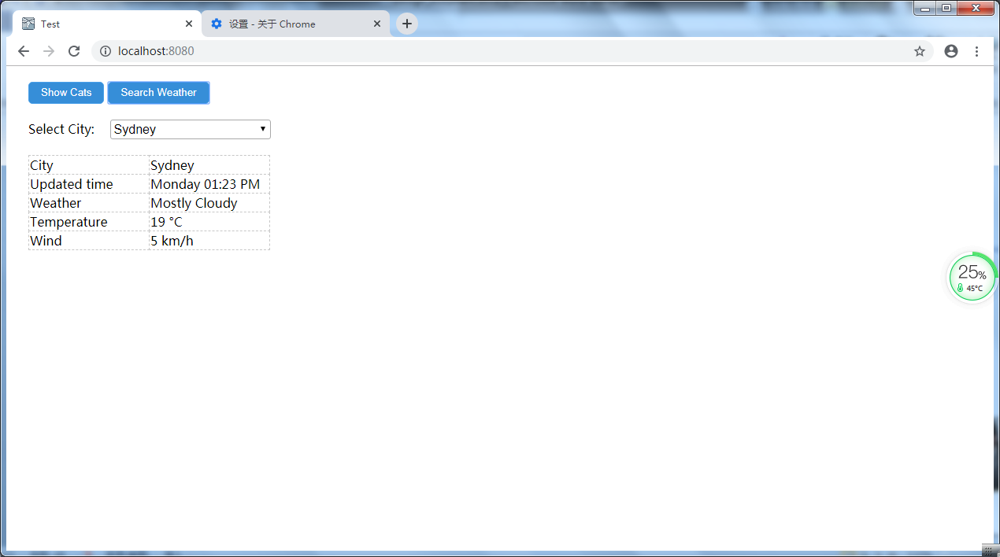 Test
设置 - 关于 Chrome
localhost:8080
Show Cats Search Weather
Select City: Sydney
City Sydney
Updated time Monday 01:23 PM
Weather Mostly Cloudy
Temperature 19 °C
Wind 5 km/h
25%
45°C